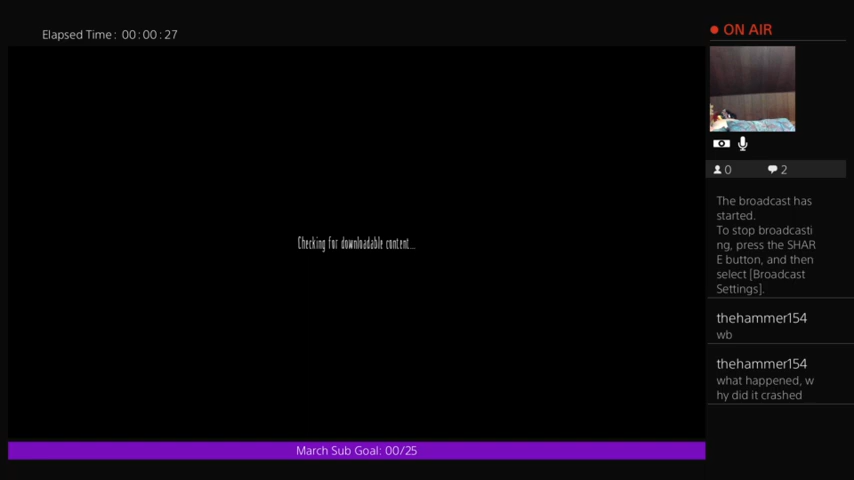 Elapsed Time: 00:00:27
ON AIR
0 2
Checking for downloadable content...
The broadcast has
started.
To stop broadcasti
ng, press the SHAR
E button, and then
select [Broadcast
Settings].
thehammer154
wb
thehammer154
what happened, w
hy did it crashed
March Sub Goal: 00/25